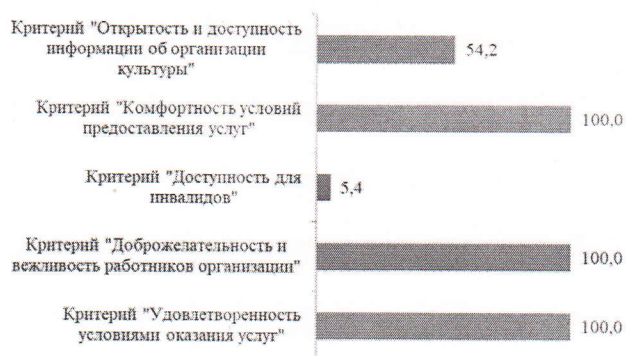 Критерий "Открытость и доступность
информации об организации
культуры"
54,2
Критерий "Комфортность условий
предоставления услуг"
100,0
Критерий "Доступность для
инвалидов"
5,4
Критерий "Доброжелательность и
вежливость работников организации"
100,0
Критерий "Удовлетворенность
условиями оказания услуг"
100,0